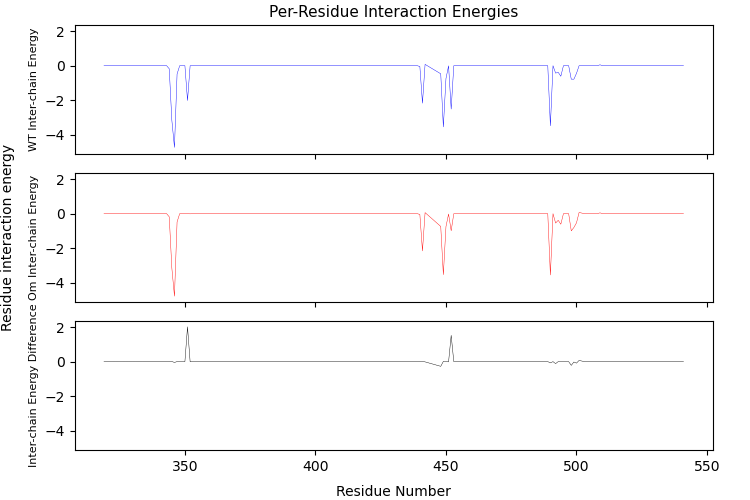 Per-Residue Interaction Energies
Residue interaction energy
WT Inter-chain Energy
2
0
−2
−4
Om Inter-chain Energy
2
0
−2
−4
Inter-chain Energy Difference
2
0
−2
−4
350
400
450
500
550
Residue Number